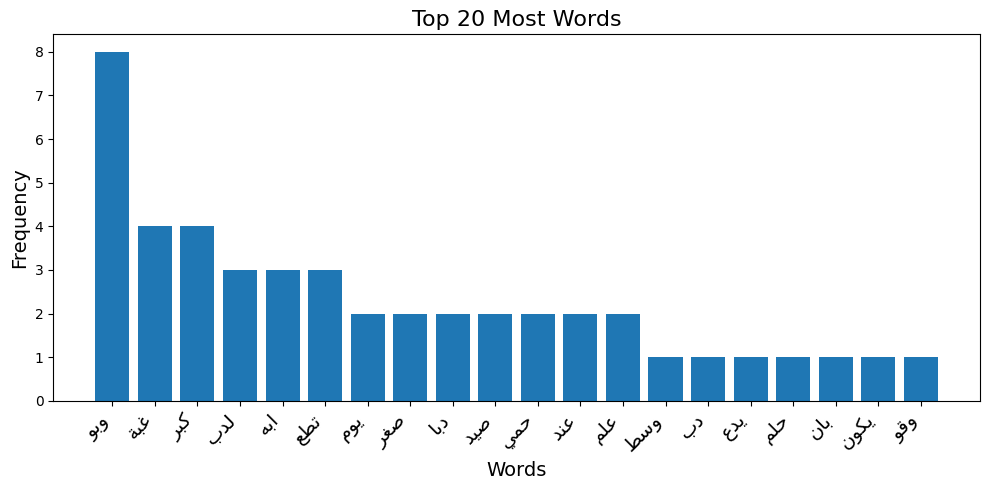 Top 20 Most Words
Frequency
8
7
6
5
4
3
2
1
0
وبو
غبة
كبر
لدب
ابه
تطع
يوم
صغر
دبا
صيد
حمي
عند
علم
وسط
دب
يدع
حلم
بان
يكون
وقو
Words